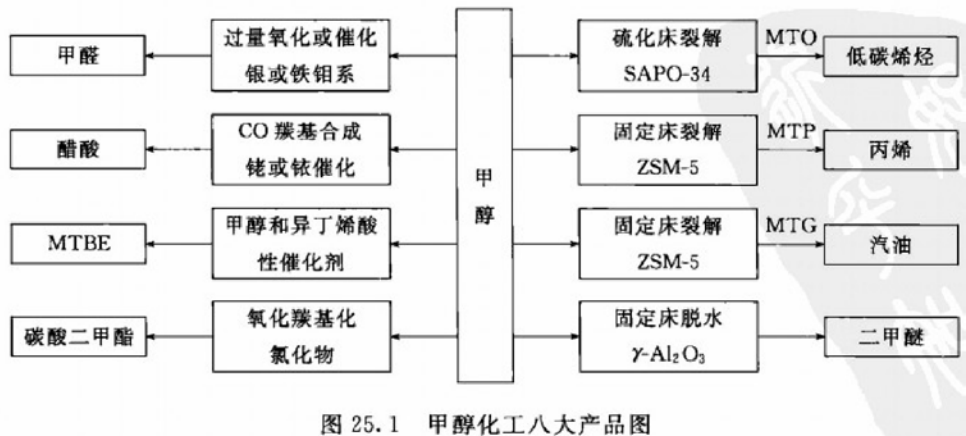 甲醛
过量氧化或催化
银或铁钼系
硫化床裂解
SAPO-34
MTO
低碳烯烃
醋酸
CO 羰基合成
铑或铱催化
固定床裂解
ZSM-5
MTP
丙烯
甲醇
MTBE
甲醇和异丁烯酸
性催化剂
固定床裂解
ZSM-5
MTG
汽油
碳酸二甲酯
氧化羰基化
氯化物
固定床脱水
γ-Al₂O₃
二甲醚
图 25.1 甲醇化工八大产品图